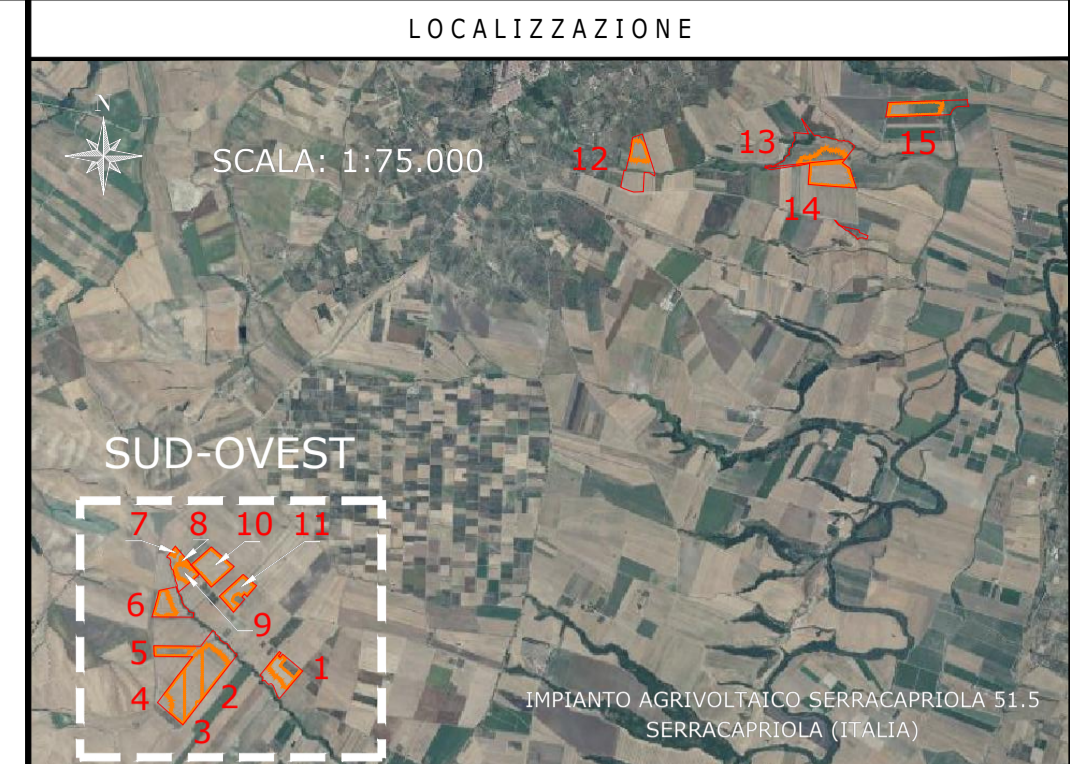 LOCALIZZAZIONE
N
SCALA: 1:75.000
12
13
15
14
SUD-OVEST
7 8 10 11
6
9
5
4
3
2
1
IMPIANTO AGRIVOLTAICO SERRACAPRIOLA 51.5
SERRACAPRIOLA (ITALIA)